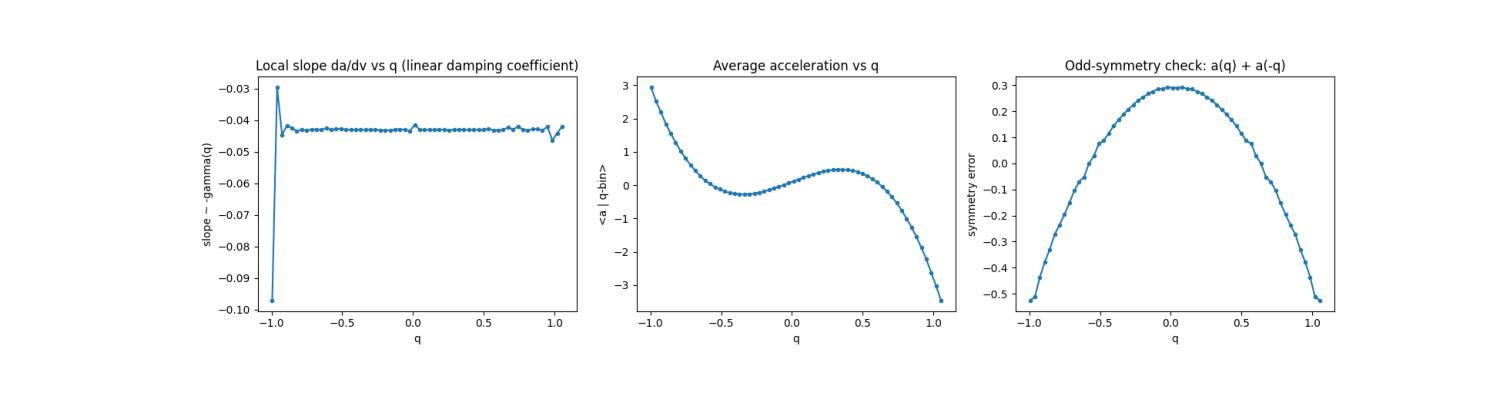 Local slope da/dv vs q (linear damping coefficient)
slope ~ -gamma(q)
−0.03
−0.04
−0.05
−0.06
−0.07
−0.08
−0.09
−0.10
−1.0 −0.5 0.0 0.5 1.0
q
Average acceleration vs q
<a | q-bin>
3
2
1
0
−1
−2
−3
−1.0 −0.5 0.0 0.5 1.0
q
Odd-symmetry check: a(q) + a(-q)
symmetry error
0.3
0.2
0.1
0.0
−0.1
−0.2
−0.3
−0.4
−0.5
−1.0 −0.5 0.0 0.5 1.0
q